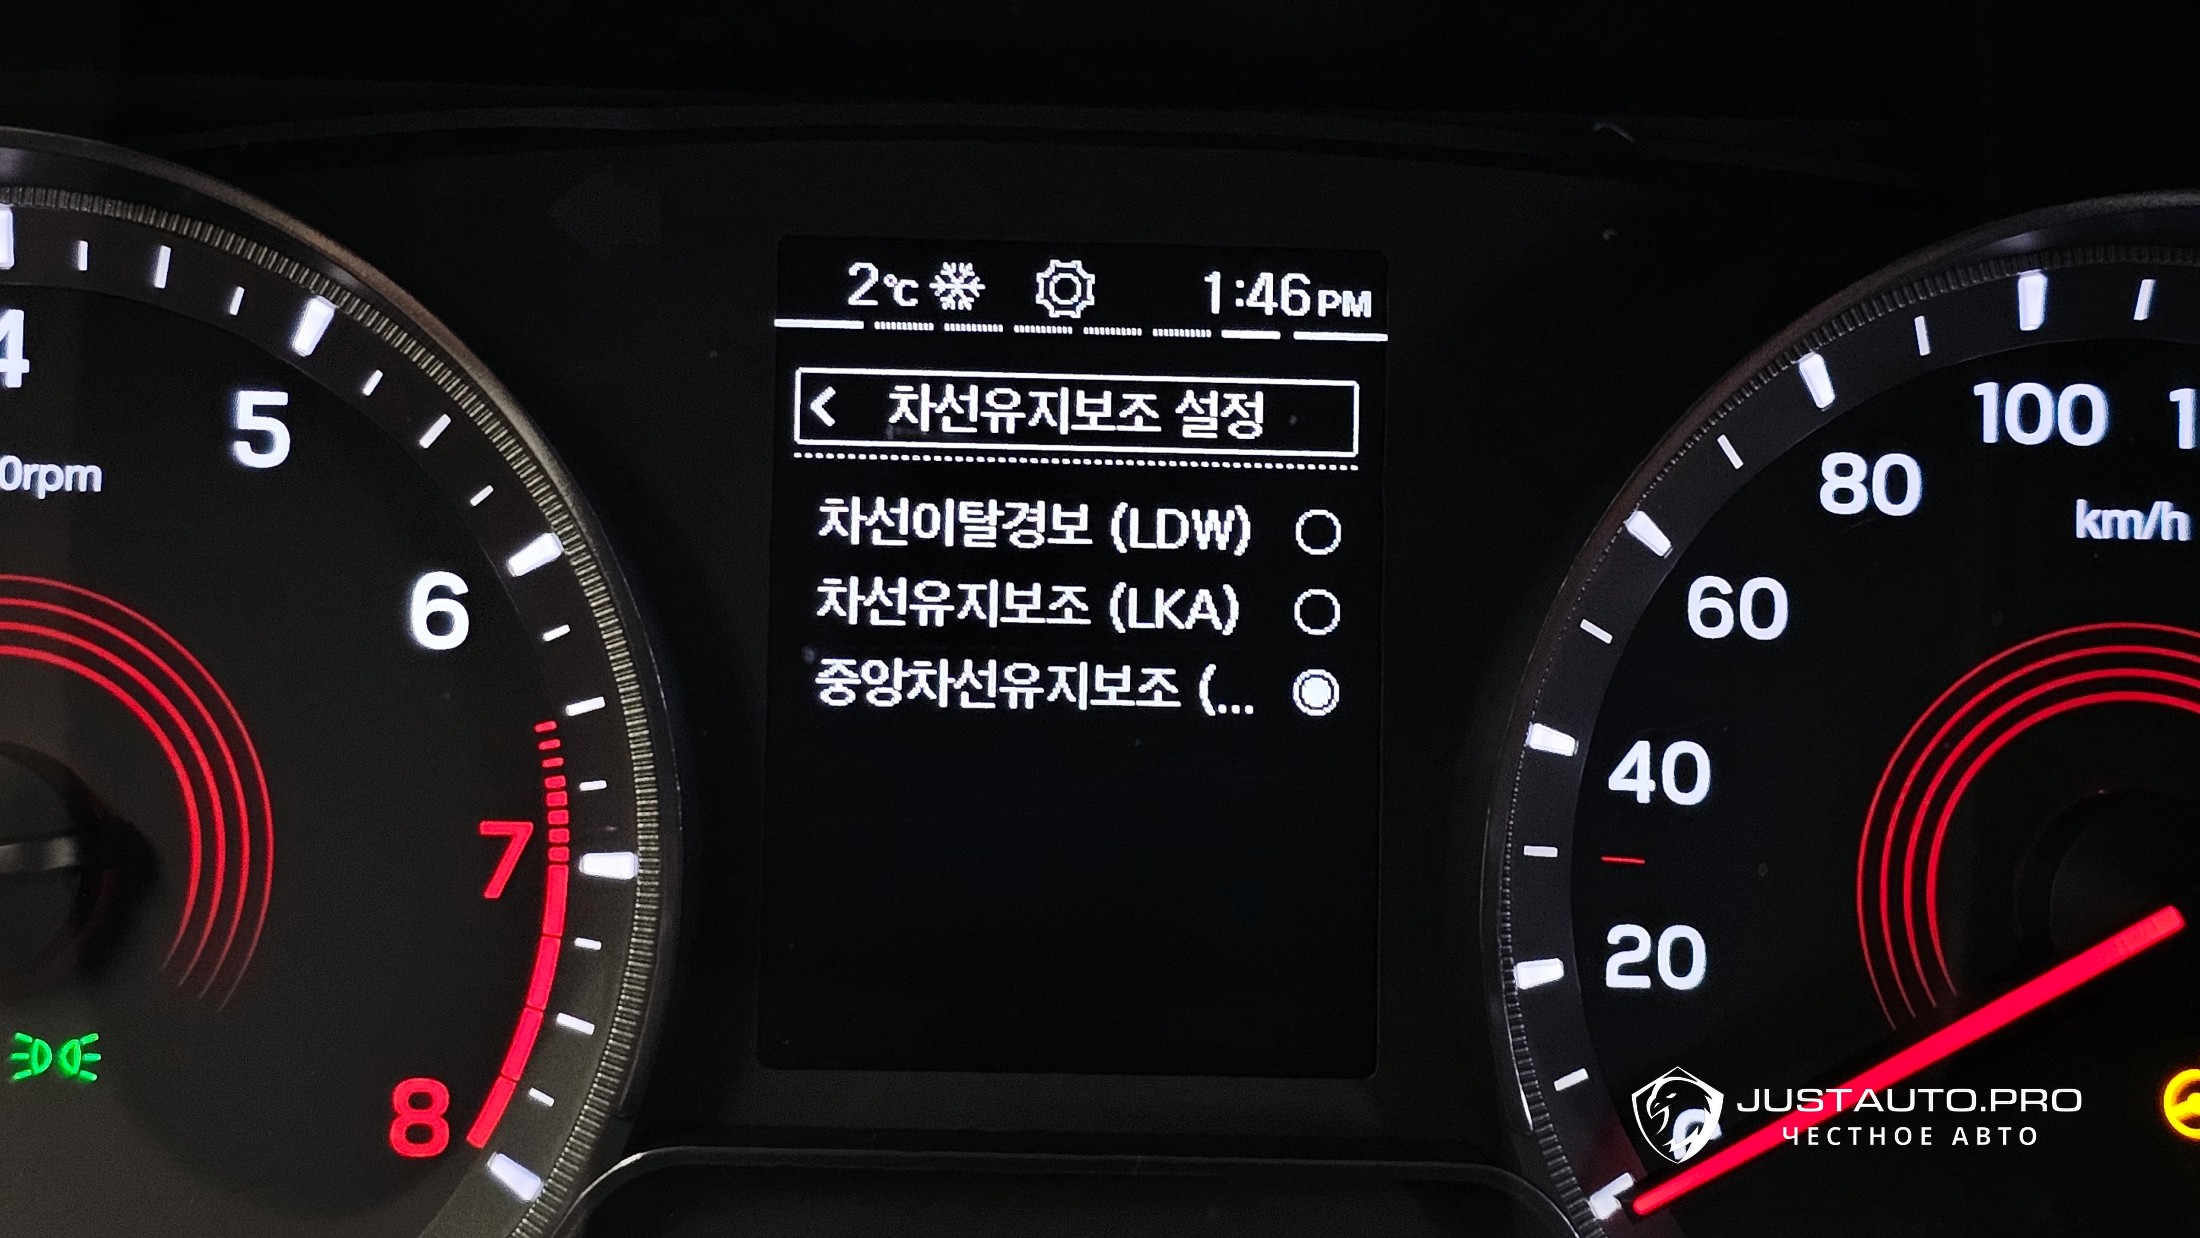 2℃ 1:46PM
< 차선유지보조 설정
차선이탈경보 (LDW)
차선유지보조 (LKA)
중앙차선유지보조 (...
4
5
6
7
8
0rpm
100
80
60
40
20
km/h
JUSTAUTO.PRO
ЧЕСТНОЕ АВТО